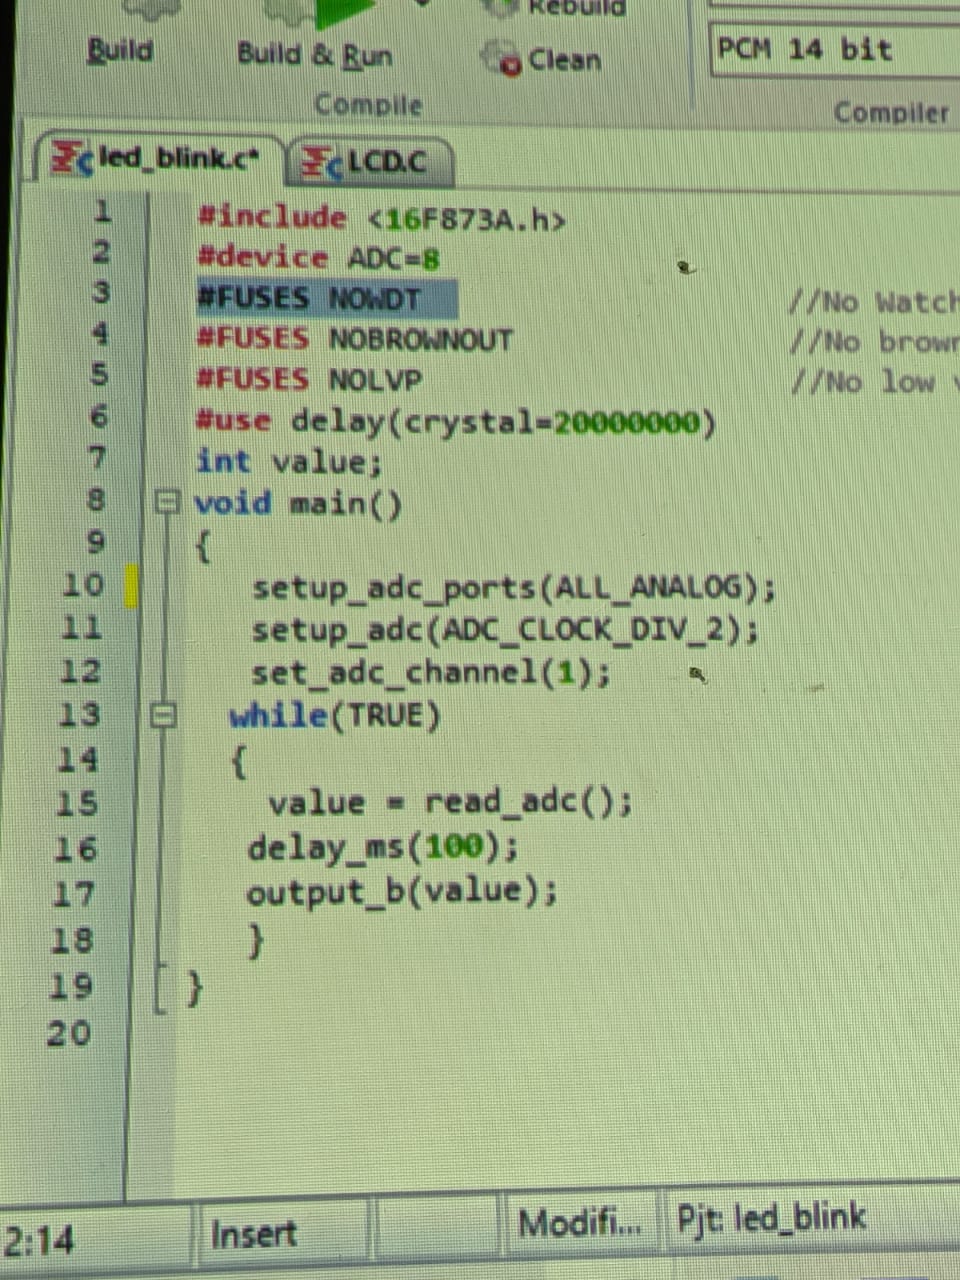 Rebuild
Build
Build & Run
Clean
PCM 14 bit
Compile
Compiler
led_blink.c*
LCD.C
1 #include <16F873A.h>
2 #device ADC=8
3 #FUSES NOWDT //No Watch
4 #FUSES NOBROWNOUT //No brown
5 #FUSES NOLVP //No low
6 #use delay(crystal=20000000)
7 int value;
8 void main()
9 {
10 setup_adc_ports(ALL_ANALOG);
11 setup_adc(ADC_CLOCK_DIV_2);
12 set_adc_channel(1);
13 while(TRUE)
14 {
15 value = read_adc();
16 delay_ms(100);
17 output_b(value);
18 }
19 }
20
2:14
Insert
Modifi...
Pjt: led_blink